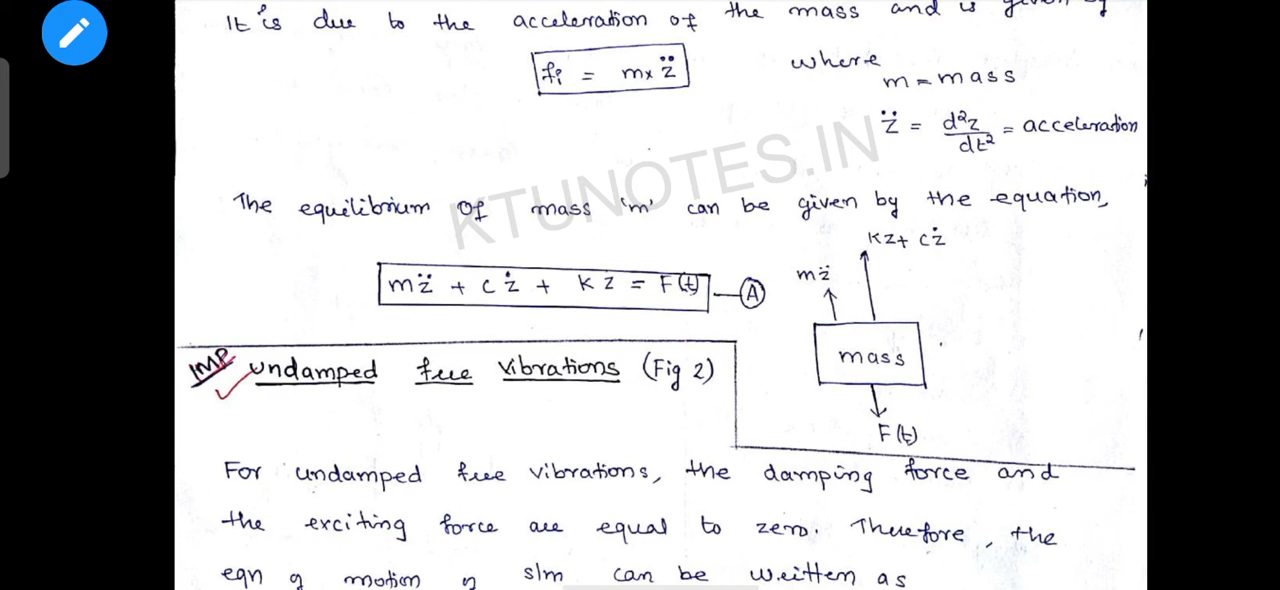 It is due to the acceleration of the mass and is given by
fi = m x z̈
where
m = mass
z̈ = d²z/dt² = acceleration
KTUNOTES.IN
The equilibrium of mass 'm' can be given by the equation,
mz̈ + cż + kz = F(t) —(A)
kz + cż
mz̈
mass
F(t)
IMP undamped free vibrations (Fig 2)
For undamped free vibrations, the damping force and
the exciting force are equal to zero. Therefore, the
eqn of motion of s/m can be written as